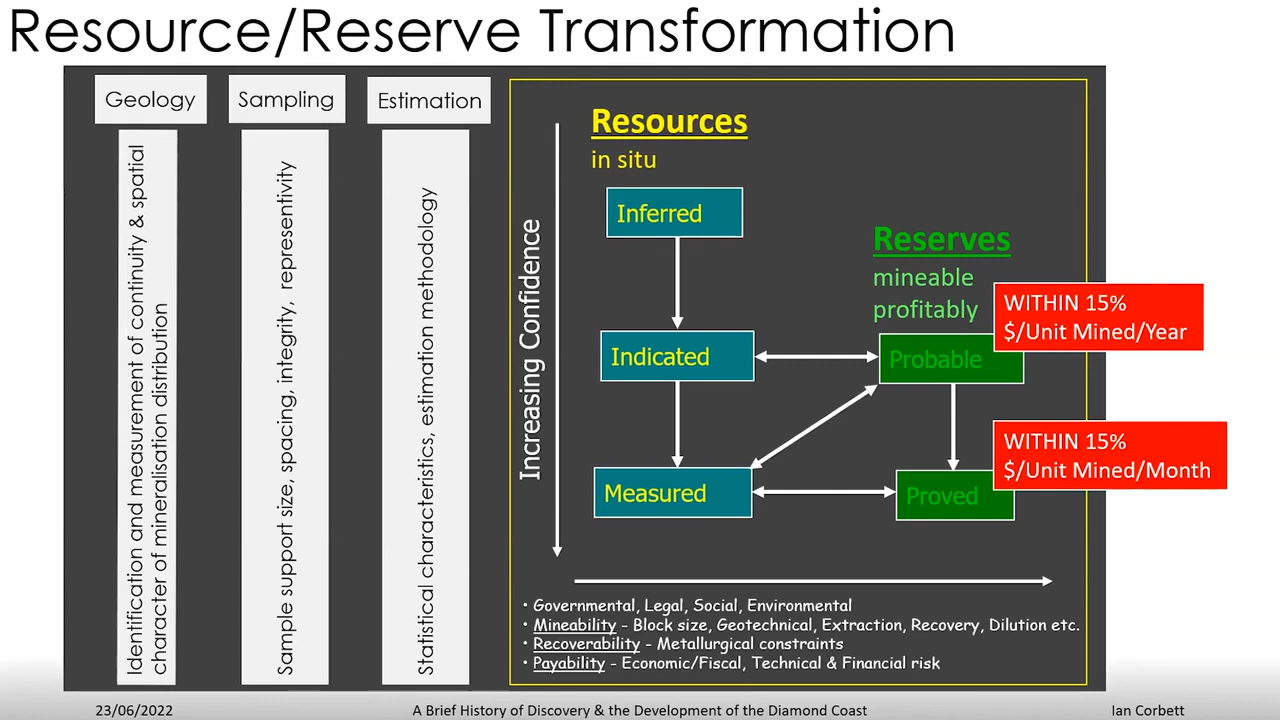 Resource/Reserve Transformation
Geology
Sampling
Estimation
Identification and measurement of continuity & spatial
character of mineralisation distribution
Sample support size, spacing, integrity, representivity
Statistical characteristics, estimation methodology
Increasing Confidence
Resources
in situ
Inferred
Indicated
Measured
Reserves
mineable
profitably
Probable
WITHIN 15%
$/Unit Mined/Year
Proved
WITHIN 15%
$/Unit Mined/Month
• Governmental, Legal, Social, Environmental
• Mineability - Block size, Geotechnical, Extraction, Recovery, Dilution etc.
• Recoverability - Metallurgical constraints
• Payability - Economic/Fiscal, Technical & Financial risk
23/06/2022
A Brief History of Discovery & the Development of the Diamond Coast
Ian Corbett